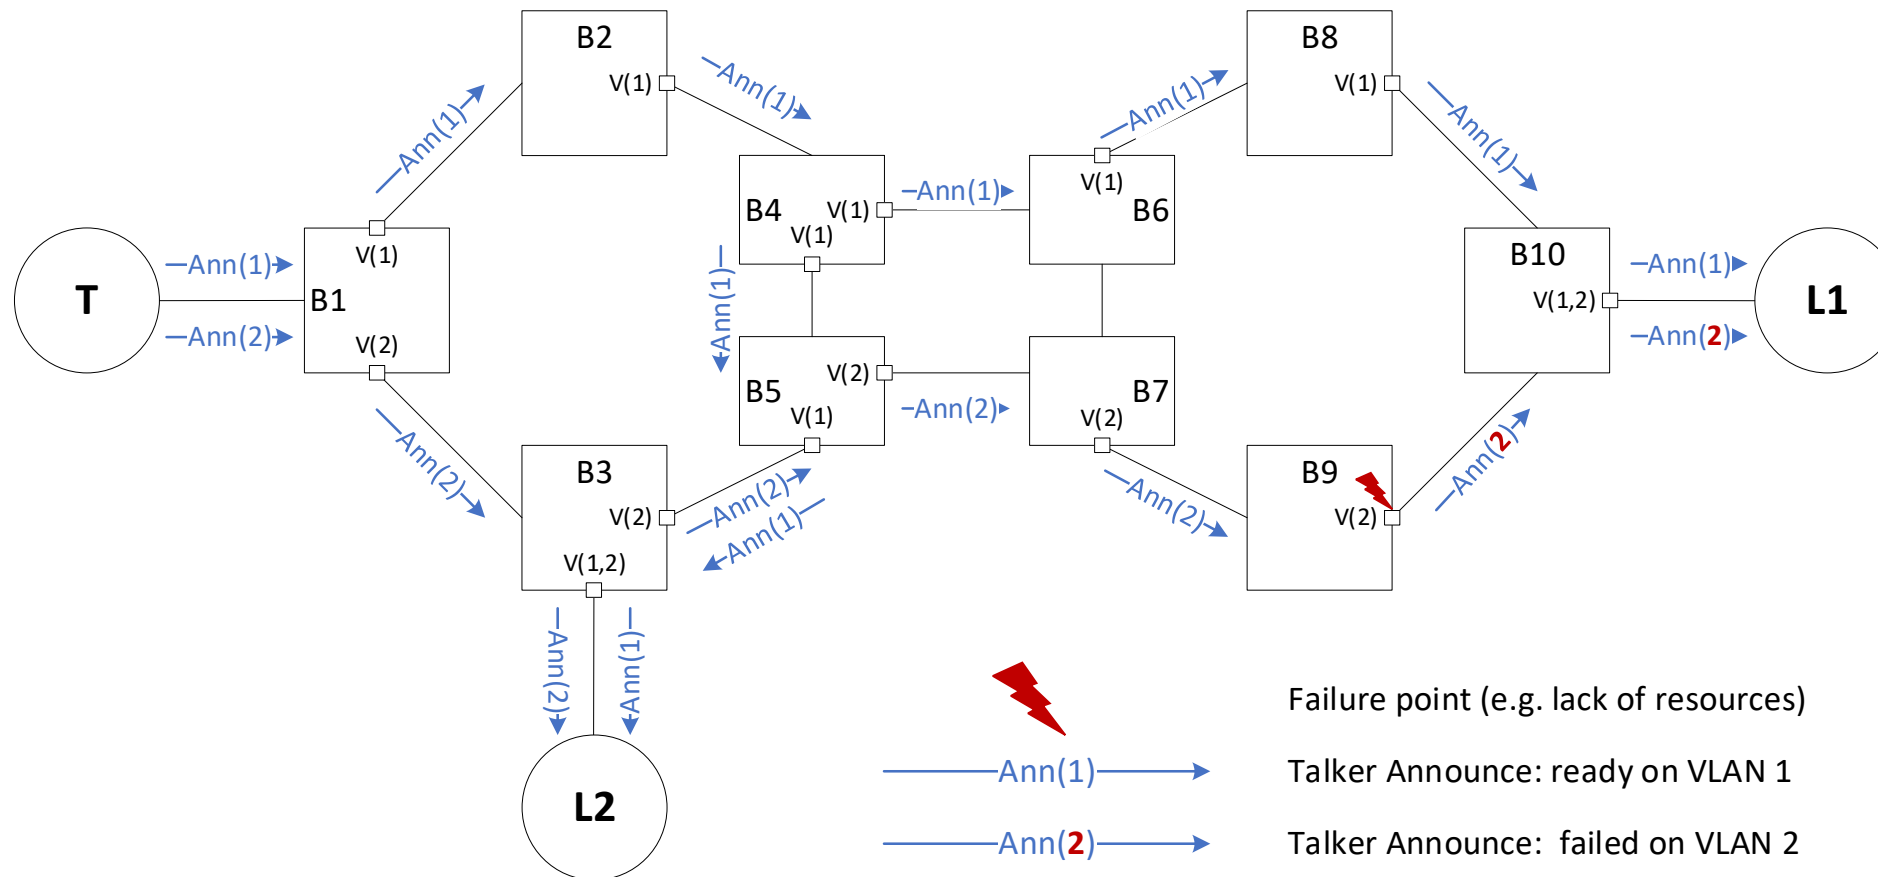 B2
V(1)
Ann(1)
Ann(1)
B8
V(1)
Ann(1)
Ann(1)
B4
V(1)
V(1)
Ann(1)
V(1)
B6
T
Ann(1)
Ann(2)
B1
V(1)
V(2)
Ann(1)
B5
V(2)
V(1)
Ann(2)
B7
V(2)
B10
V(1,2)
Ann(1)
Ann(2)
L1
Ann(2)
B3
V(2)
V(1,2)
Ann(2)
Ann(1)
Ann(2)
B9
V(2)
Ann(2)
Ann(2)
Ann(1)
L2
Failure point (e.g. lack of resources)
Ann(1)
Talker Announce: ready on VLAN 1
Ann(2)
Talker Announce: failed on VLAN 2